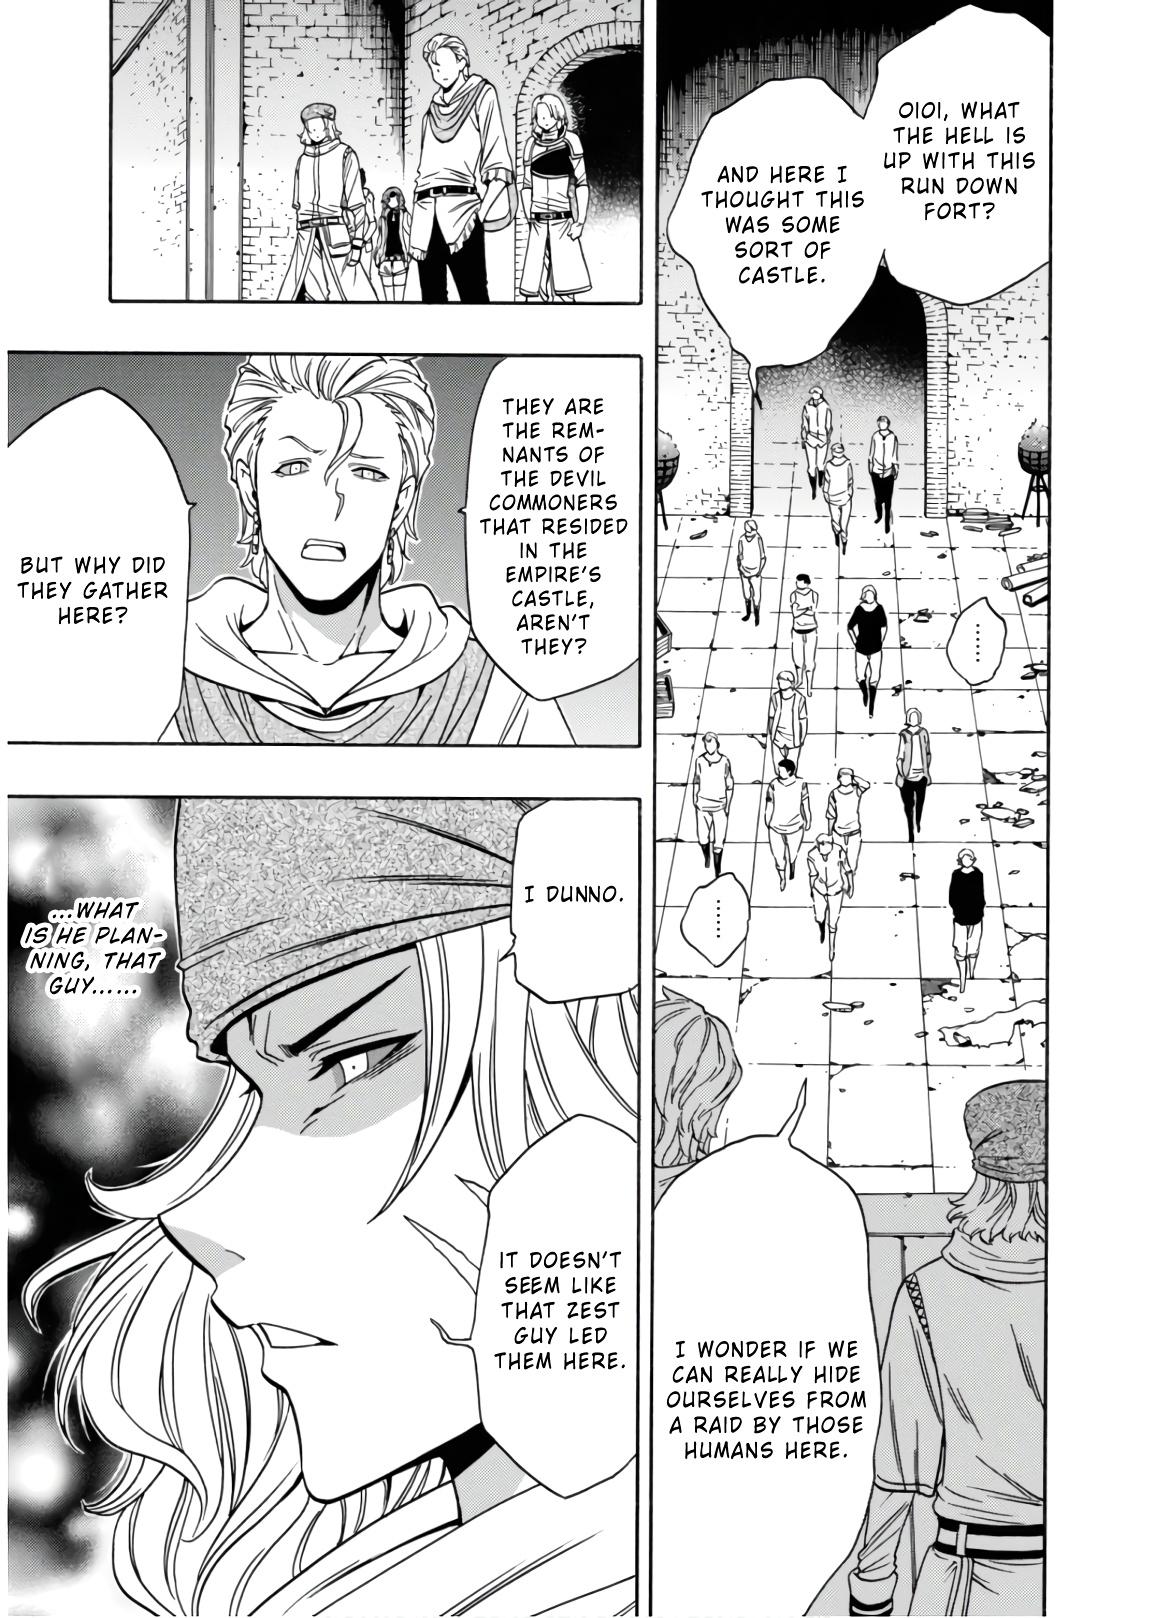 OIOI, WHAT
THE HELL IS
UP WITH THIS
RUN DOWN
FORT?
AND HERE I
THOUGHT THIS
WAS SOME
SORT OF
CASTLE.
......
......
I WONDER IF WE
CAN REALLY HIDE
OURSELVES FROM
A RAID BY THOSE
HUMANS HERE.
THEY ARE
THE REM-
NANTS OF
THE DEVIL
COMMONERS
THAT RESIDED
IN THE
EMPIRE'S
CASTLE,
AREN'T
THEY?
BUT WHY DID
THEY GATHER
HERE?
I DUNNO.
IT DOESN'T
SEEM LIKE
THAT ZEST
GUY LED
THEM HERE.
...WHAT
IS HE PLAN-
NING, THAT
GUY......